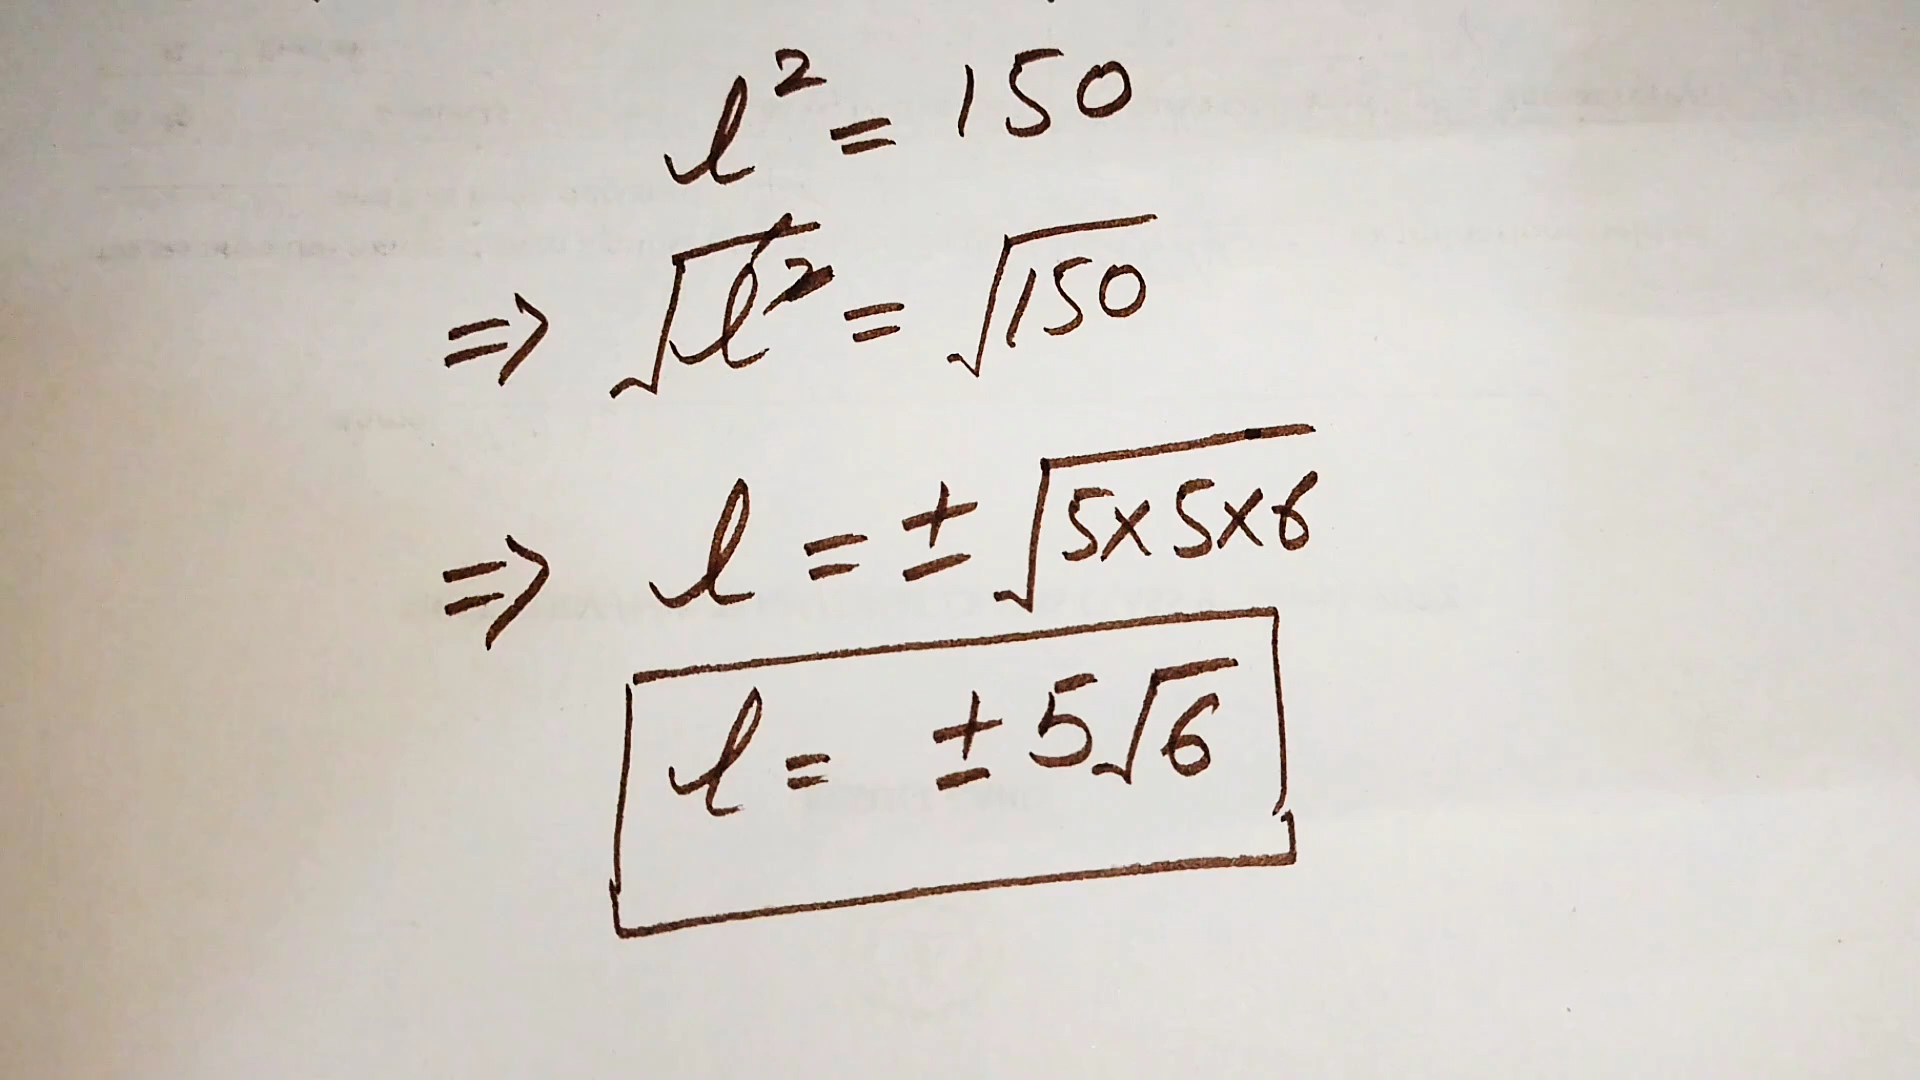 l² = 150
=> √l² = √150
=> l = ± √5×5×6
l = ± 5√6